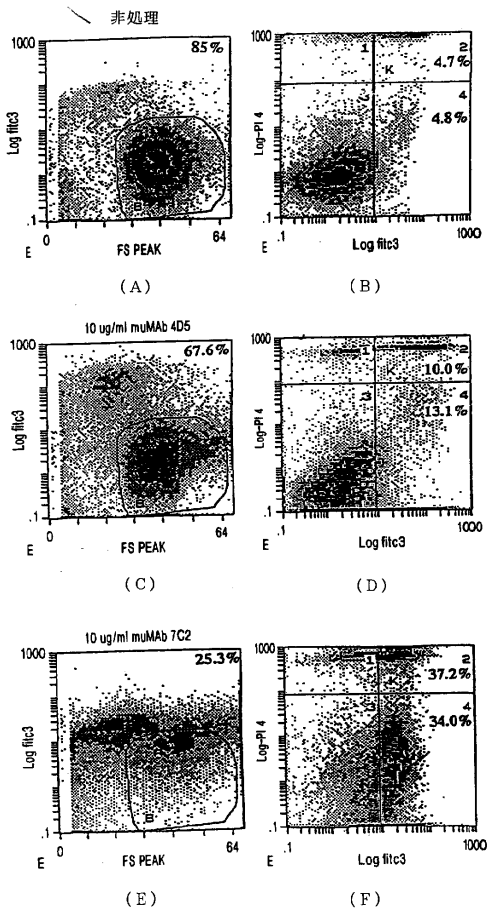 非処理
1000
85%
Log fitc3
.1
0
64
E
FS PEAK
(A)
1000
1
2
K
4.7%
3
4
4.8%
Log-PI 4
.1
.1
1000
E
Log fitc3
(B)
10 ug/ml muMAb 4D5
1000
67.6%
Log fitc3
.1
0
64
E
FS PEAK
(C)
1000
1
2
K
10.0%
3
4
13.1%
Log-PI 4
.1
.1
1000
E
Log fitc3
(D)
10 ug/ml muMAb 7C2
1000
25.3%
Log fitc3
.1
0
64
E
FS PEAK
(E)
1000
1
2
37.2%
4
34.0%
Log-PI 4
.1
.1
1000
E
Log fitc3
(F)